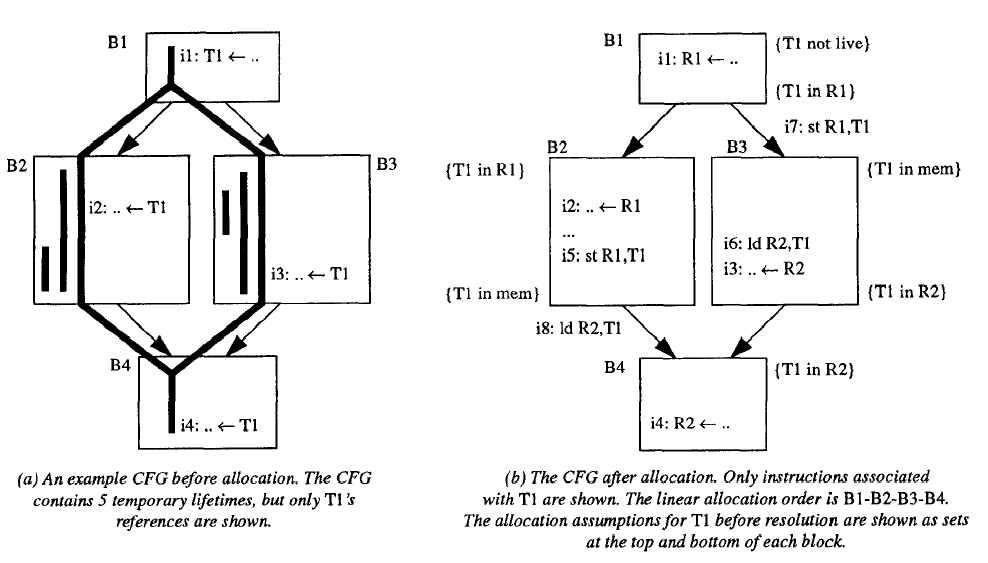 B1
i1: T1 ← ..
B2
i2: .. ← T1
B3
i3: .. ← T1
B4
i4: .. ← T1
(a) An example CFG before allocation. The CFG
contains 5 temporary lifetimes, but only T1's
references are shown.
B1
i1: R1 ← ..
{T1 not live}
{T1 in R1}
i7: st R1,T1
B2
{T1 in R1}
i2: .. ← R1
...
i5: st R1,T1
{T1 in mem}
B3
{T1 in mem}
i6: ld R2,T1
i3: .. ← R2
{T1 in R2}
i8: ld R2,T1
B4
{T1 in R2}
i4: R2 ← ..
(b) The CFG after allocation. Only instructions associated
with T1 are shown. The linear allocation order is B1-B2-B3-B4.
The allocation assumptions for T1 before resolution are shown as sets
at the top and bottom of each block.